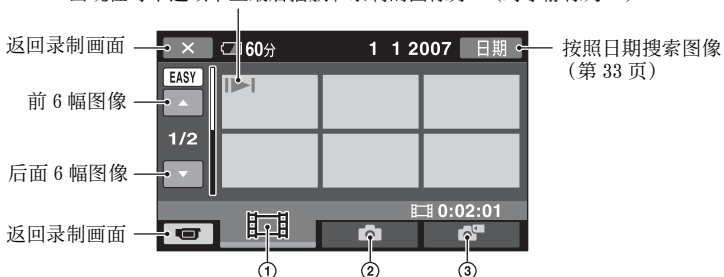 返回录制画面
60分
1 1 2007
日期
按照日期搜索图像
（第 33 页）
EASY
前 6 幅图像
1/2
后面 6 幅图像
0:02:01
返回录制画面
① ② ③